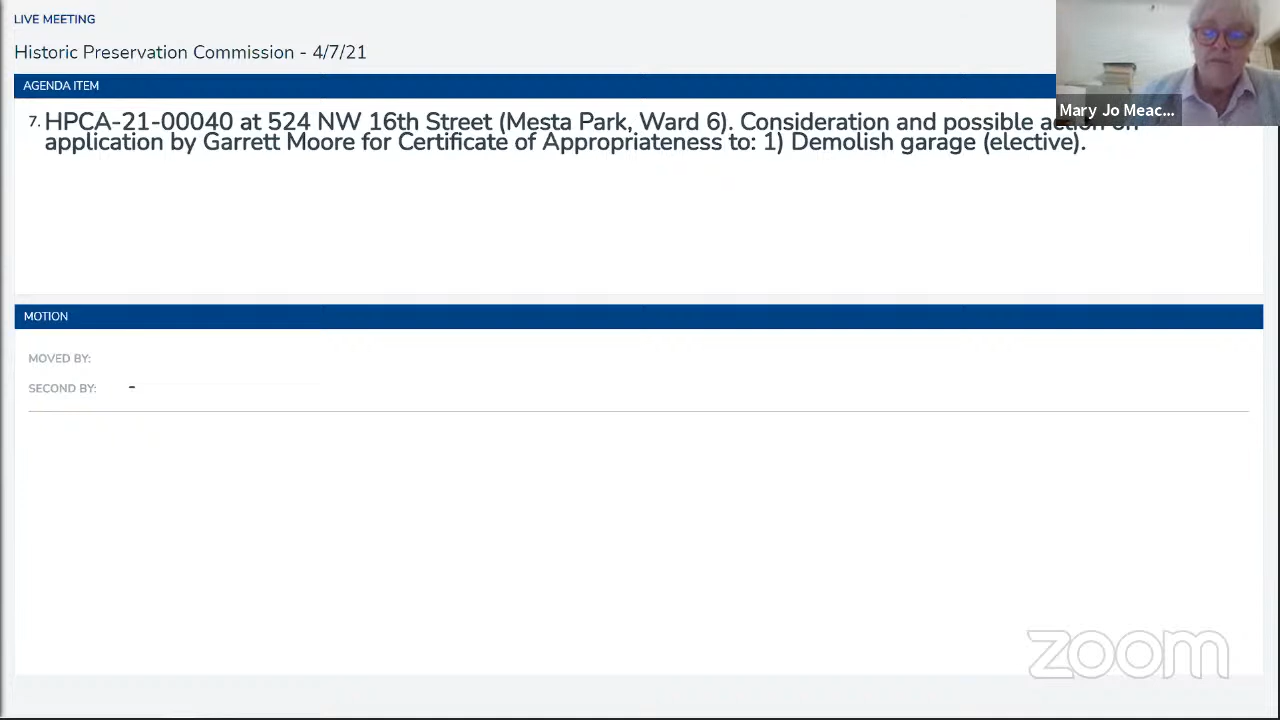 LIVE MEETING
Historic Preservation Commission - 4/7/21
AGENDA ITEM
Mary Jo Meac...
7. HPCA-21-00040 at 524 NW 16th Street (Mesta Park, Ward 6). Consideration and possible action on
application by Garrett Moore for Certificate of Appropriateness to: 1) Demolish garage (elective).
MOTION
MOVED BY:
SECOND BY: -
zoom